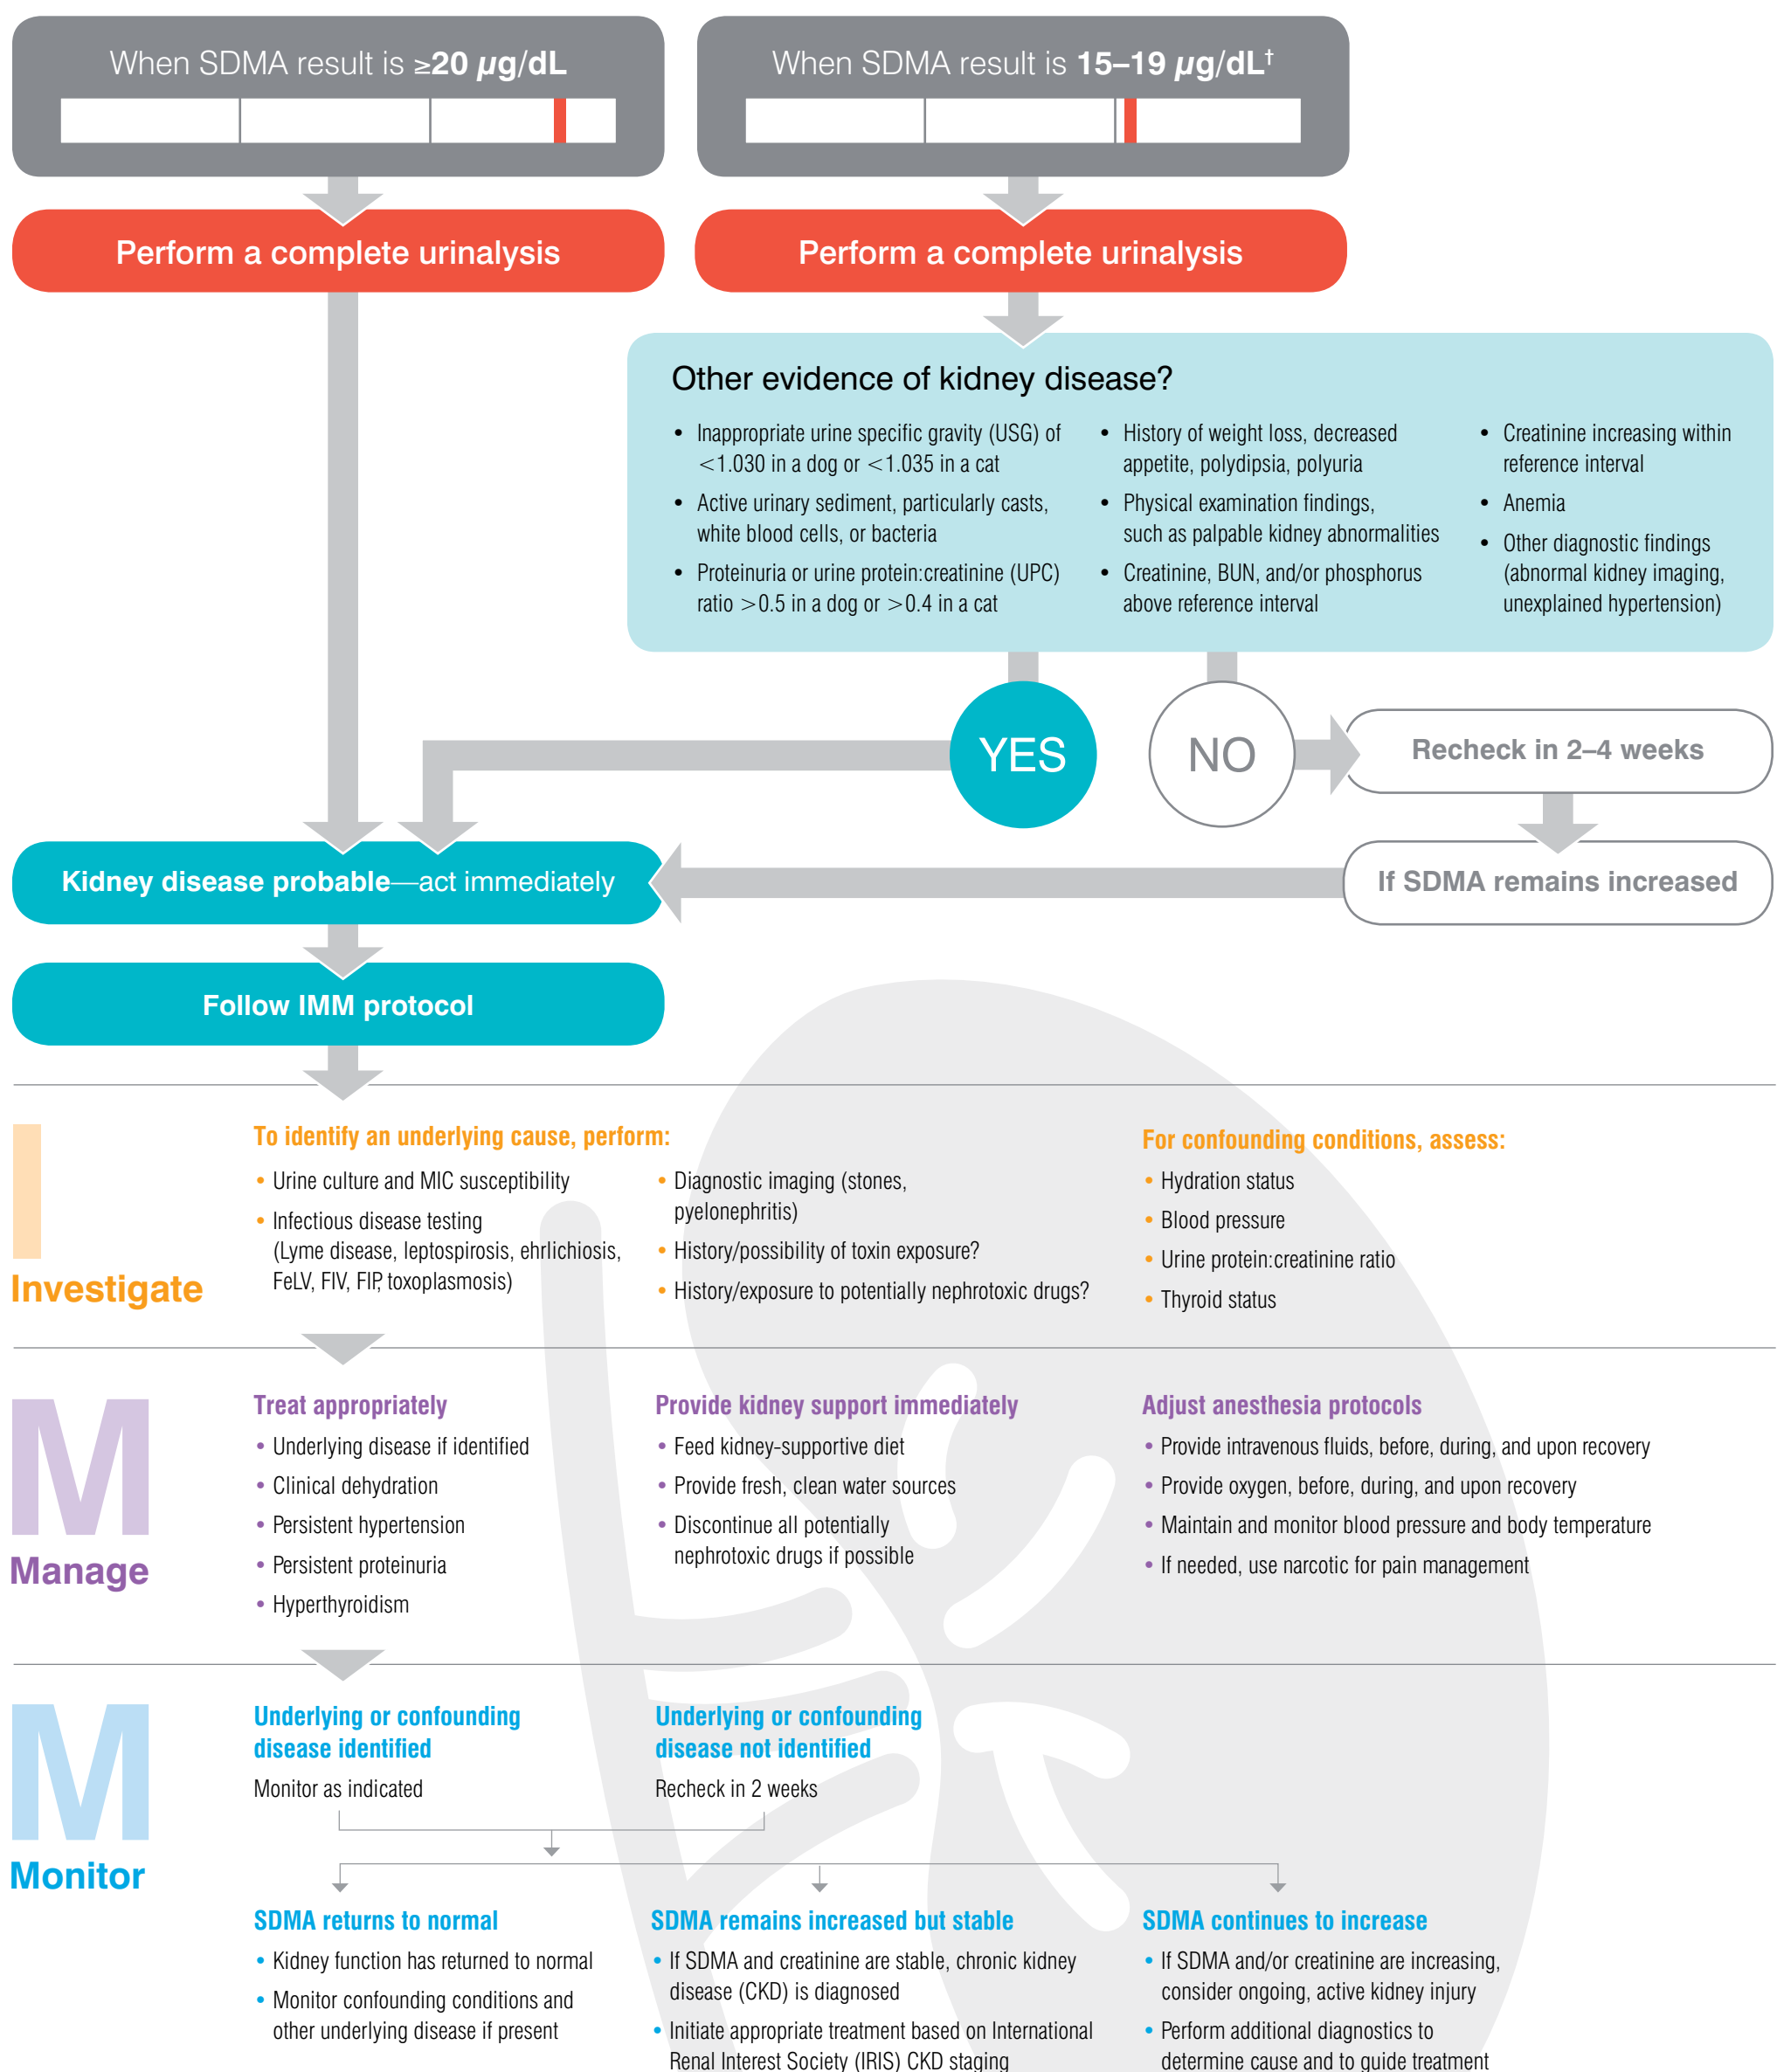 When SDMA result is ≥20 µg/dL
When SDMA result is 15–19 µg/dL†
Perform a complete urinalysis
Perform a complete urinalysis
Other evidence of kidney disease?
• Inappropriate urine specific gravity (USG) of
<1.030 in a dog or <1.035 in a cat
• Active urinary sediment, particularly casts,
white blood cells, or bacteria
• Proteinuria or urine protein:creatinine (UPC)
ratio >0.5 in a dog or >0.4 in a cat
• History of weight loss, decreased
appetite, polydipsia, polyuria
• Physical examination findings,
such as palpable kidney abnormalities
• Creatinine, BUN, and/or phosphorus
above reference interval
• Creatinine increasing within
reference interval
• Anemia
• Other diagnostic findings
(abnormal kidney imaging,
unexplained hypertension)
YES
NO
Recheck in 2–4 weeks
If SDMA remains increased
Kidney disease probable—act immediately
Follow IMM protocol
I
Investigate
To identify an underlying cause, perform:
• Urine culture and MIC susceptibility
• Infectious disease testing
(Lyme disease, leptospirosis, ehrlichiosis,
FeLV, FIV, FIP, toxoplasmosis)
• Diagnostic imaging (stones,
pyelonephritis)
• History/possibility of toxin exposure?
• History/exposure to potentially nephrotoxic drugs?
For confounding conditions, assess:
• Hydration status
• Blood pressure
• Urine protein:creatinine ratio
• Thyroid status
M
Manage
Treat appropriately
• Underlying disease if identified
• Clinical dehydration
• Persistent hypertension
• Persistent proteinuria
• Hyperthyroidism
Provide kidney support immediately
• Feed kidney-supportive diet
• Provide fresh, clean water sources
• Discontinue all potentially
nephrotoxic drugs if possible
Adjust anesthesia protocols
• Provide intravenous fluids, before, during, and upon recovery
• Provide oxygen, before, during, and upon recovery
• Maintain and monitor blood pressure and body temperature
• If needed, use narcotic for pain management
M
Monitor
Underlying or confounding
disease identified
Monitor as indicated
Underlying or confounding
disease not identified
Recheck in 2 weeks
SDMA returns to normal
• Kidney function has returned to normal
• Monitor confounding conditions and
other underlying disease if present
SDMA remains increased but stable
• If SDMA and creatinine are stable, chronic kidney
disease (CKD) is diagnosed
• Initiate appropriate treatment based on International
Renal Interest Society (IRIS) CKD staging
SDMA continues to increase
• If SDMA and/or creatinine are increasing,
consider ongoing, active kidney injury
• Perform additional diagnostics to
determine cause and to guide treatment